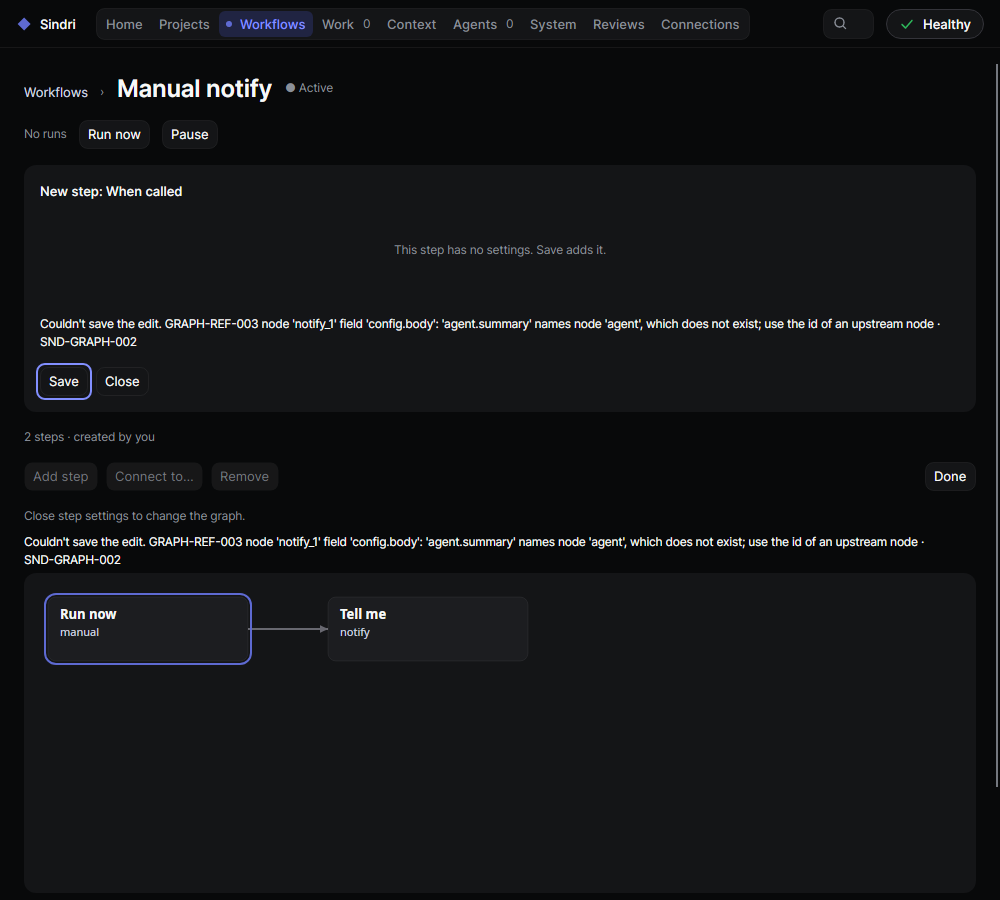 Sindri
Home Projects Workflows Work 0 Context Agents 0 System Reviews Connections
Healthy
Workflows › Manual notify Active
No runs Run now Pause
New step: When called
This step has no settings. Save adds it.
Couldn't save the edit. GRAPH-REF-003 node 'notify_1' field 'config.body': 'agent.summary' names node 'agent', which does not exist; use the id of an upstream node ·
SND-GRAPH-002
Save Close
2 steps · created by you
Add step Connect to... Remove Done
Close step settings to change the graph.
Couldn't save the edit. GRAPH-REF-003 node 'notify_1' field 'config.body': 'agent.summary' names node 'agent', which does not exist; use the id of an upstream node ·
SND-GRAPH-002
Run now
manual
Tell me
notify